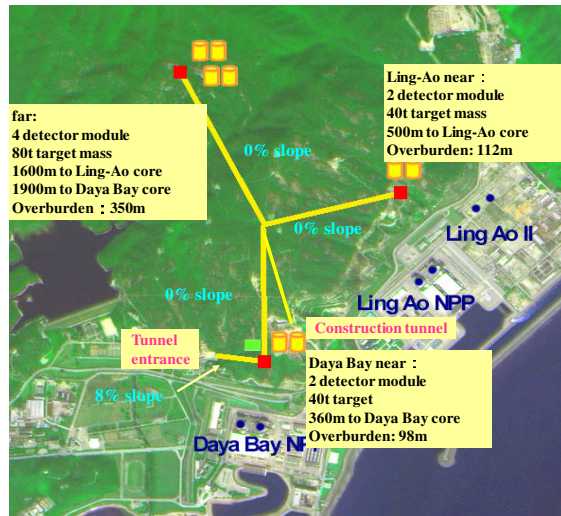 far:
4 detector module
80t target mass
1600m to Ling-Ao core
1900m to Daya Bay core
Overburden：350m
Ling-Ao near：
2 detector module
40t target mass
500m to Ling-Ao core
Overburden: 112m
0% slope
0% slope
Ling Ao II
Ling Ao NPP
0% slope
Construction tunnel
Tunnel
entrance
8% slope
Daya Bay near：
2 detector module
40t target
360m to Daya Bay core
Overburden: 98m
Daya Bay NPP